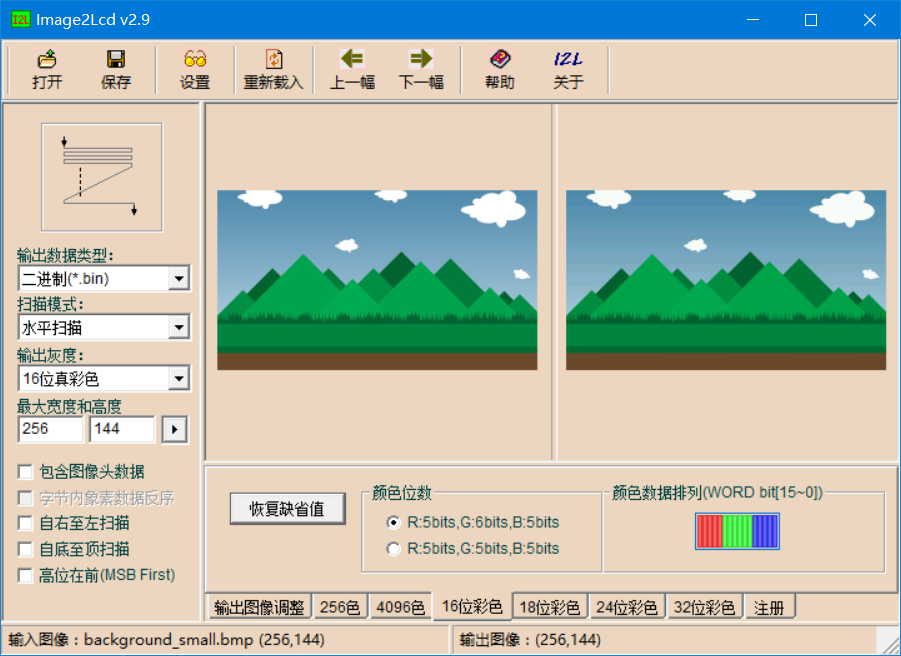 I2L Image2Lcd v2.9
打开 保存 设置 重新载入 上一幅 下一幅 帮助 I2L 关于
输出数据类型：
二进制(*.bin)
扫描模式：
水平扫描
输出灰度：
16位真彩色
最大宽度和高度
256 144
包含图像头数据
字节内象素数据反序
自右至左扫描
自底至顶扫描
高位在前(MSB First)
恢复缺省值
颜色位数
R:5bits,G:6bits,B:5bits
R:5bits,G:5bits,B:5bits
颜色数据排列(WORD bit[15~0])
输出图像调整 256色 4096色 16位彩色 18位彩色 24位彩色 32位彩色 注册
输入图像：background_small.bmp (256,144)
输出图像：(256,144)